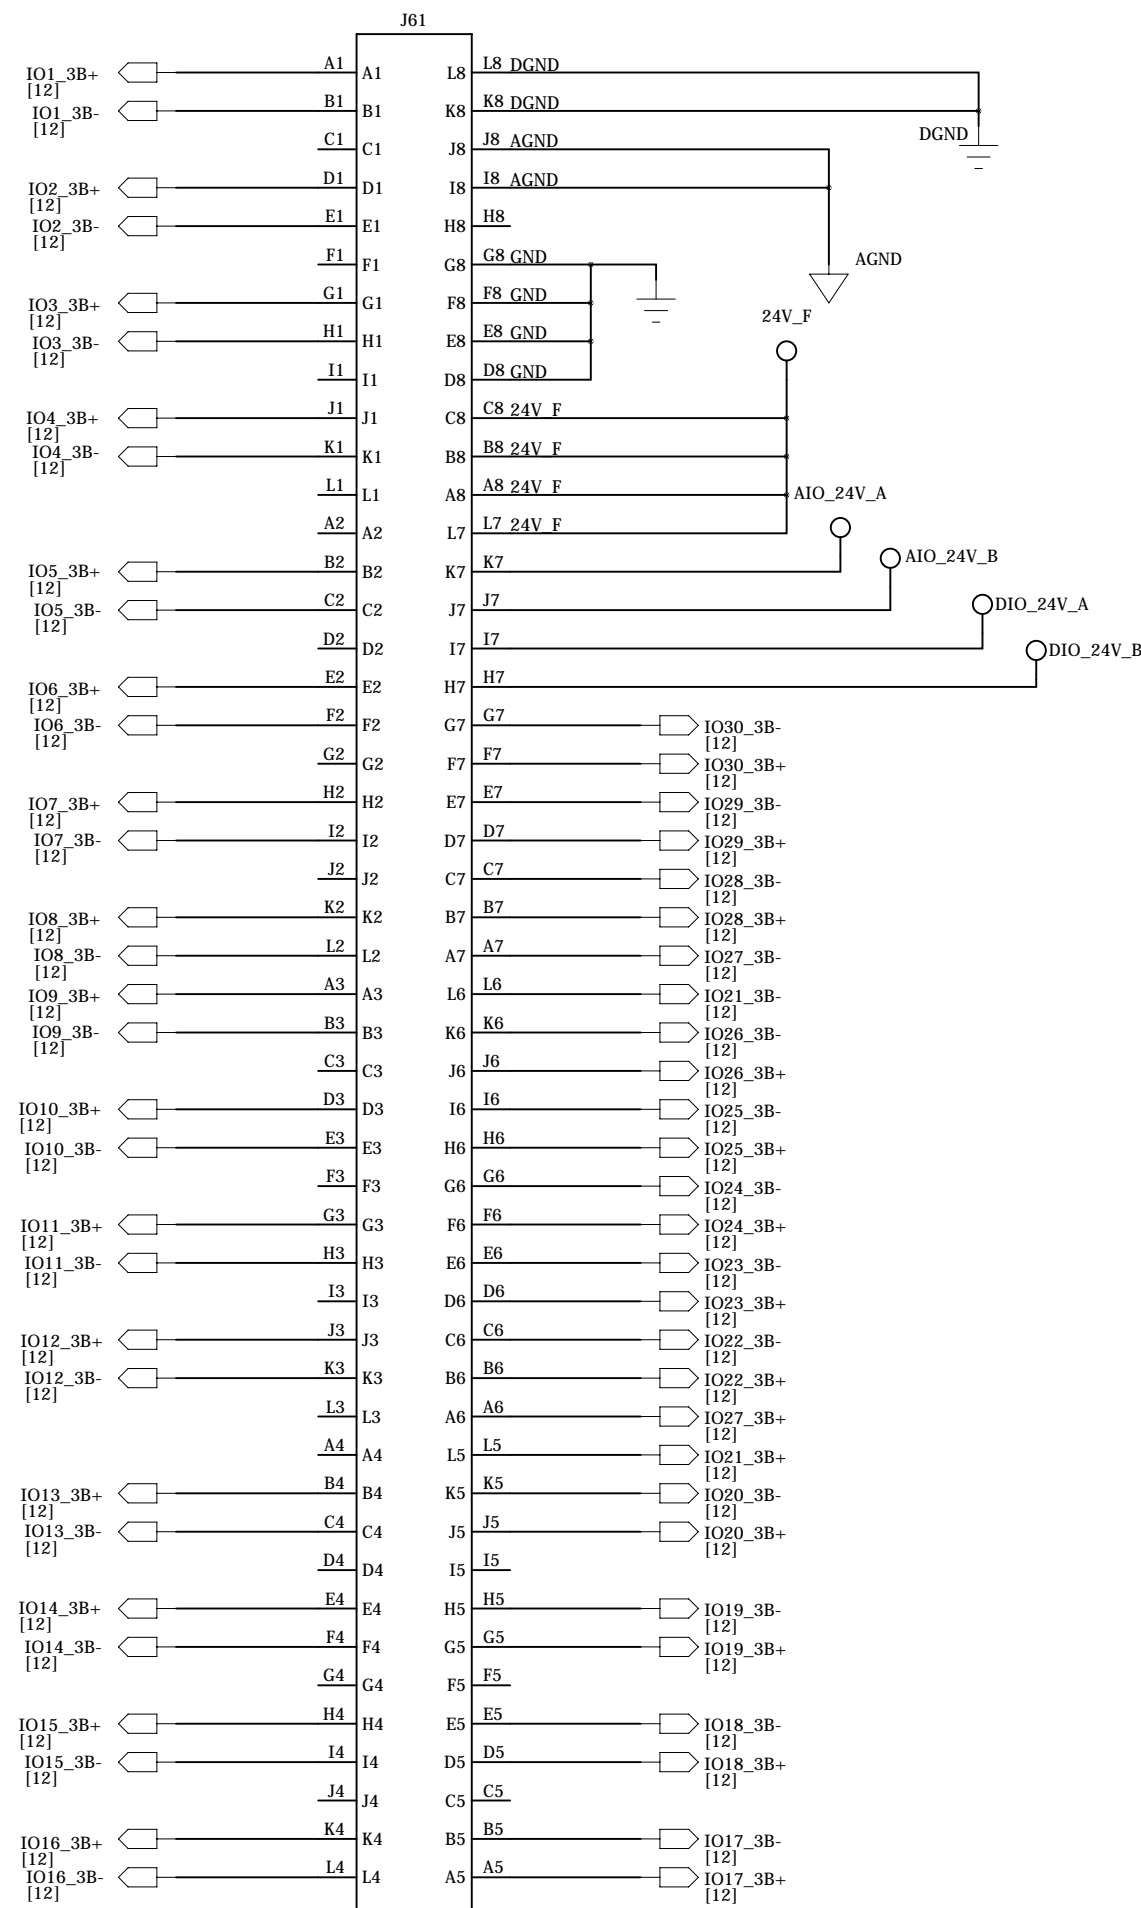 J61
IO1_3B+ A1 A1 L8 L8 DGND
[12]
IO1_3B- B1 B1 K8 K8 DGND
[12]
DGND
C1 C1 J8 J8 AGND
IO2_3B+ D1 D1 I8 I8 AGND
[12]
IO2_3B- E1 E1 H8 H8
[12]
AGND
F1 F1 G8 G8 GND
IO3_3B+ G1 G1 F8 F8 GND
[12]
24V_F
IO3_3B- H1 H1 E8 E8 GND
[12]
I1 I1 D8 D8 GND
IO4_3B+ J1 J1 C8 C8 24V_F
[12]
IO4_3B- K1 K1 B8 B8 24V_F
[12]
L1 L1 A8 A8 24V_F
AIO_24V_A
A2 A2 L7 L7 24V_F
AIO_24V_B
IO5_3B+ B2 B2 K7 K7
[12]
IO5_3B- C2 C2 J7 J7
[12]
DIO_24V_A
D2 D2 I7 I7
DIO_24V_B
IO6_3B+ E2 E2 H7 H7
[12]
IO6_3B- F2 F2 G7 G7 IO30_3B-
[12] [12]
G2 G2 F7 F7 IO30_3B+
[12]
IO7_3B+ H2 H2 E7 E7 IO29_3B-
[12] [12]
IO7_3B- I2 I2 D7 D7 IO29_3B+
[12] [12]
J2 J2 C7 C7 IO28_3B-
[12]
IO8_3B+ K2 K2 B7 B7 IO28_3B+
[12] [12]
IO8_3B- L2 L2 A7 A7 IO27_3B-
[12] [12]
IO9_3B+ A3 A3 L6 L6 IO21_3B-
[12] [12]
IO9_3B- B3 B3 K6 K6 IO26_3B-
[12] [12]
C3 C3 J6 J6 IO26_3B+
[12]
IO10_3B+ D3 D3 I6 I6 IO25_3B-
[12] [12]
IO10_3B- E3 E3 H6 H6 IO25_3B+
[12] [12]
F3 F3 G6 G6 IO24_3B-
[12]
IO11_3B+ G3 G3 F6 F6 IO24_3B+
[12] [12]
IO11_3B- H3 H3 E6 E6 IO23_3B-
[12] [12]
I3 I3 D6 D6 IO23_3B+
[12]
IO12_3B+ J3 J3 C6 C6 IO22_3B-
[12] [12]
IO12_3B- K3 K3 B6 B6 IO22_3B+
[12] [12]
L3 L3 A6 A6 IO27_3B+
[12]
A4 A4 L5 L5 IO21_3B+
[12]
IO13_3B+ B4 B4 K5 K5 IO20_3B-
[12] [12]
IO13_3B- C4 C4 J5 J5 IO20_3B+
[12] [12]
D4 D4 I5 I5
IO14_3B+ E4 E4 H5 H5 IO19_3B-
[12] [12]
IO14_3B- F4 F4 G5 G5 IO19_3B+
[12] [12]
G4 G4 F5 F5
IO15_3B+ H4 H4 E5 E5 IO18_3B-
[12] [12]
IO15_3B- I4 I4 D5 D5 IO18_3B+
[12] [12]
J4 J4 C5 C5
IO16_3B+ K4 K4 B5 B5 IO17_3B-
[12] [12]
IO16_3B- L4 L4 A5 A5 IO17_3B+
[12] [12]